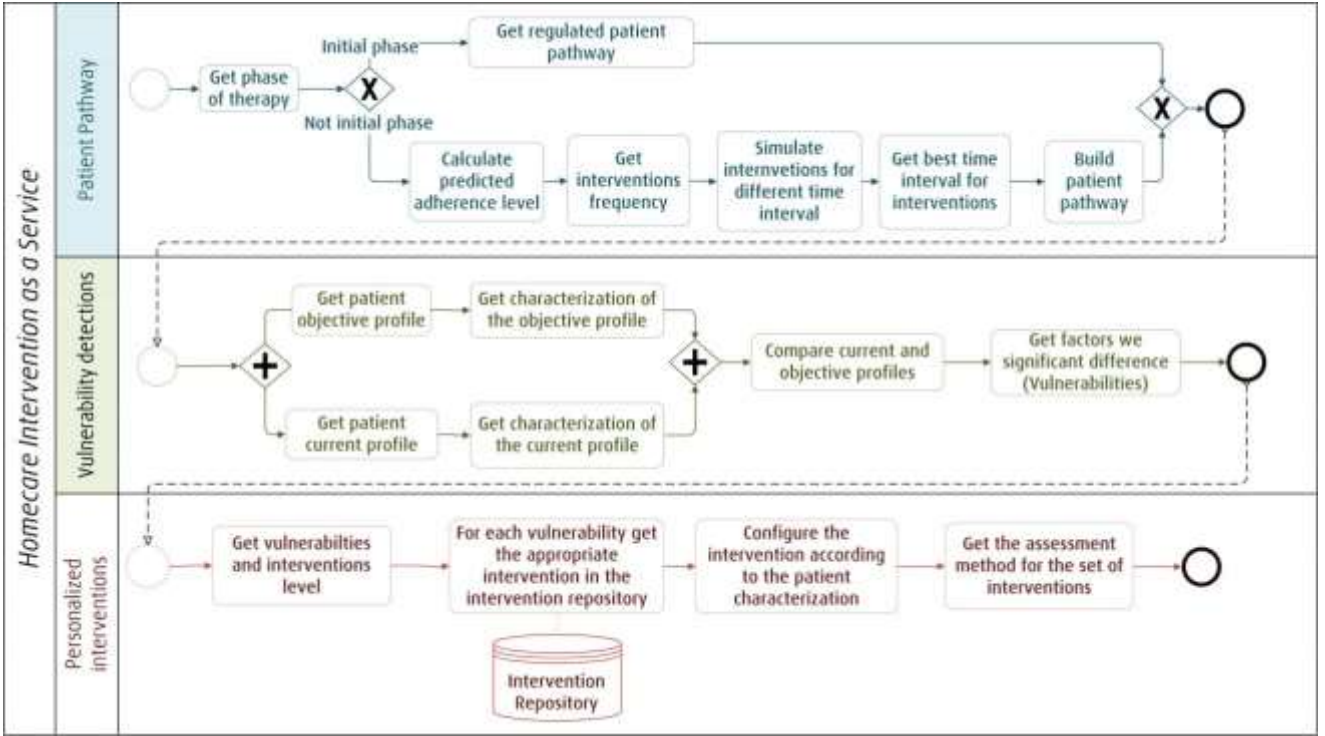 Homecare Intervention as a Service
Patient Pathway
Get phase
of therapy
Initial phase
X
Not initial phase
Get regulated patient
pathway
Calculate
predicted
adherence level
Get
interventions
frequency
Simulate
internvetions for
different time
interval
Get best time
interval for
interventions
Build
patient
pathway
X
Vulnerability detections
Get patient
objective profile
Get characterization of
the objective profile
Get patient
current profile
Get characterization of
the current profile
Compare current and
objective profiles
Get factors we
significant difference
(Vulnerabilities)
Personalized
interventions
Get vulnerabilties
and interventions
level
For each vulnerability get
the appropriate
intervention in the
intervention repository
Configure the
intervention according
to the patient
characterization
Get the assessment
method for the set of
interventions
Intervention
Repository